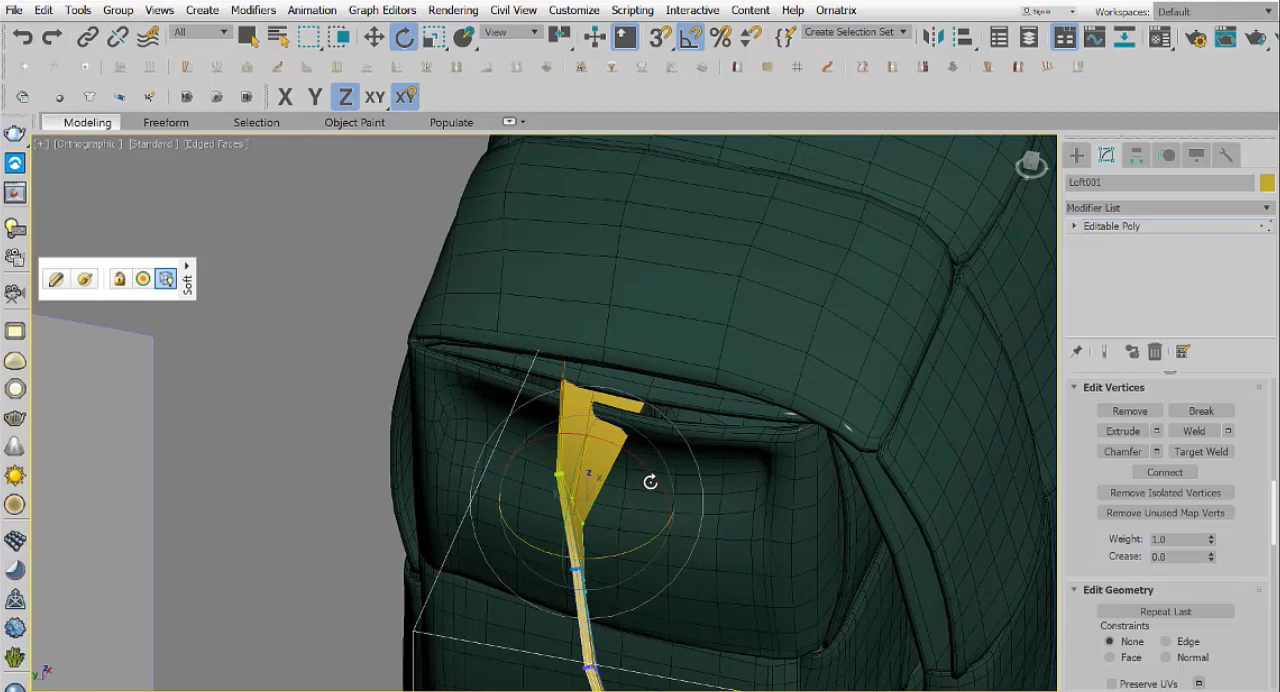 File Edit Tools Group Views Create Modifiers Animation Graph Editors Rendering Civil View Customize Scripting Interactive Content Help Ornatrix Sign In Workspaces: Default
All View Create Selection Set
X Y Z XY XY
Modeling Freeform Selection Object Paint Populate
[+] [Orthographic] [Standard] [Edged Faces]
Loft001
Modifier List
Editable Poly
Soft
Edit Vertices
Remove Break
Extrude Weld
Chamfer Target Weld
Connect
Remove Isolated Vertices
Remove Unused Map Verts
Weight: 1.0
Crease: 0.0
Edit Geometry
Repeat Last
Constraints
None Edge
Face Normal
Preserve UVs
z
x
z
y